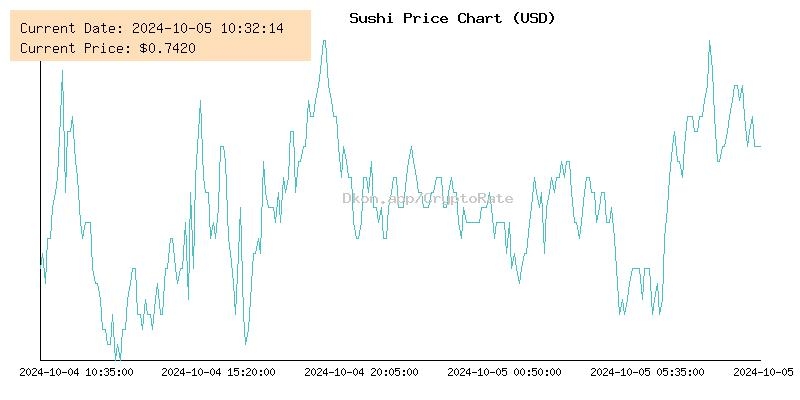 Sushi Price Chart (USD)
Current Date: 2024-10-05 10:32:14
Current Price: $0.7420
Dkon.app/CryptoRate
2024-10-04 10:35:00 2024-10-04 15:20:00 2024-10-04 20:05:00 2024-10-05 00:50:00 2024-10-05 05:35:00 2024-10-05